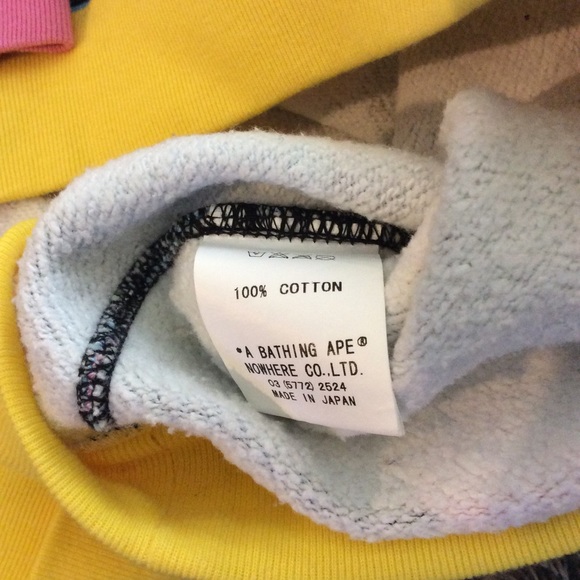 100% COTTON
•A BATHING APE®
NOWHERE CO.,LTD.
03 (5772) 2524
MADE IN JAPAN